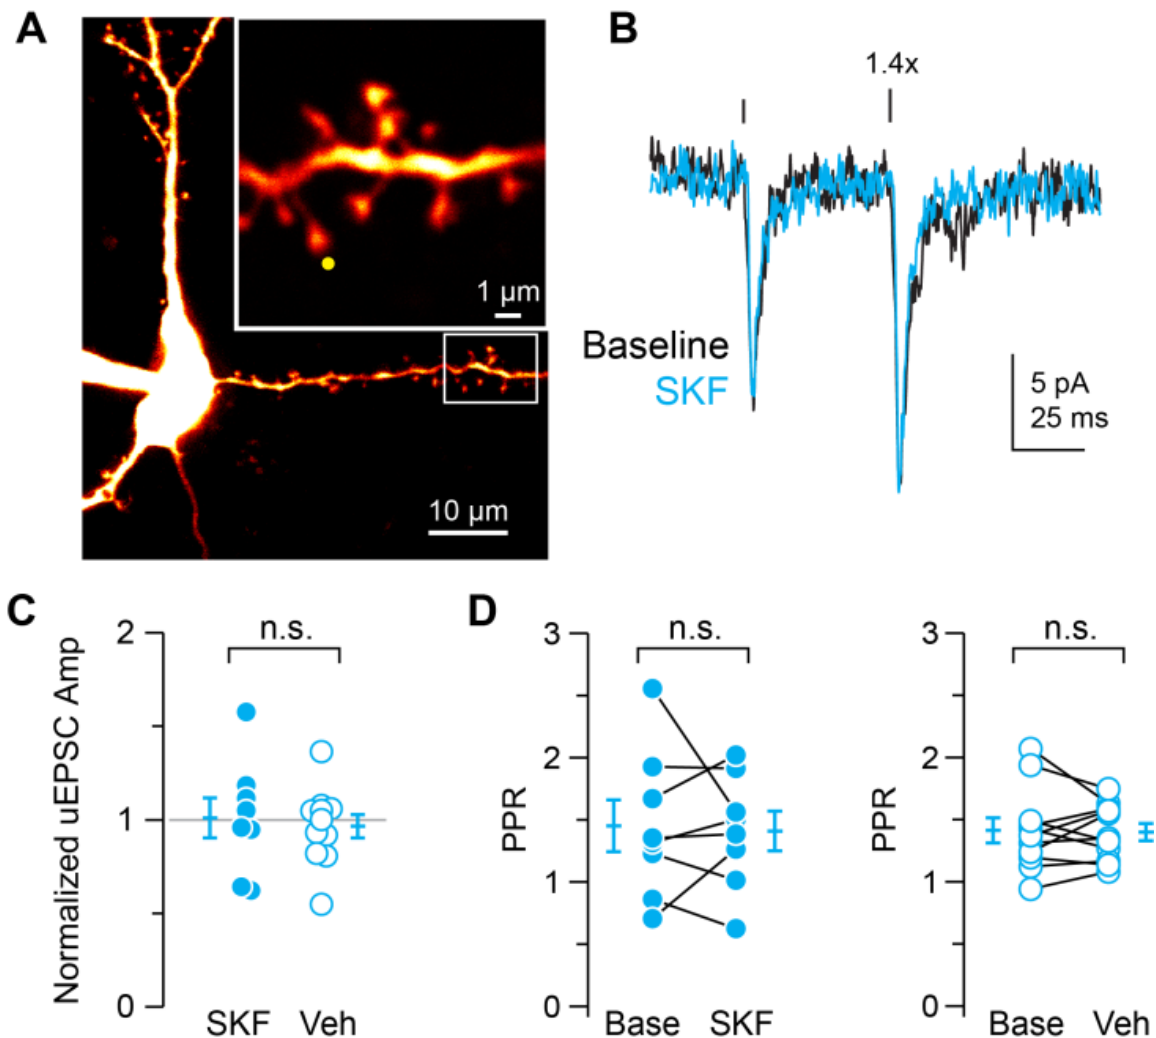 A
1 µm
10 µm
B
1.4x
Baseline
SKF
5 pA
25 ms
C
Normalized uEPSC Amp
2
1
0
n.s.
SKF
Veh
D
PPR
3
2
1
0
n.s.
Base
SKF
PPR
3
2
1
0
n.s.
Base
Veh